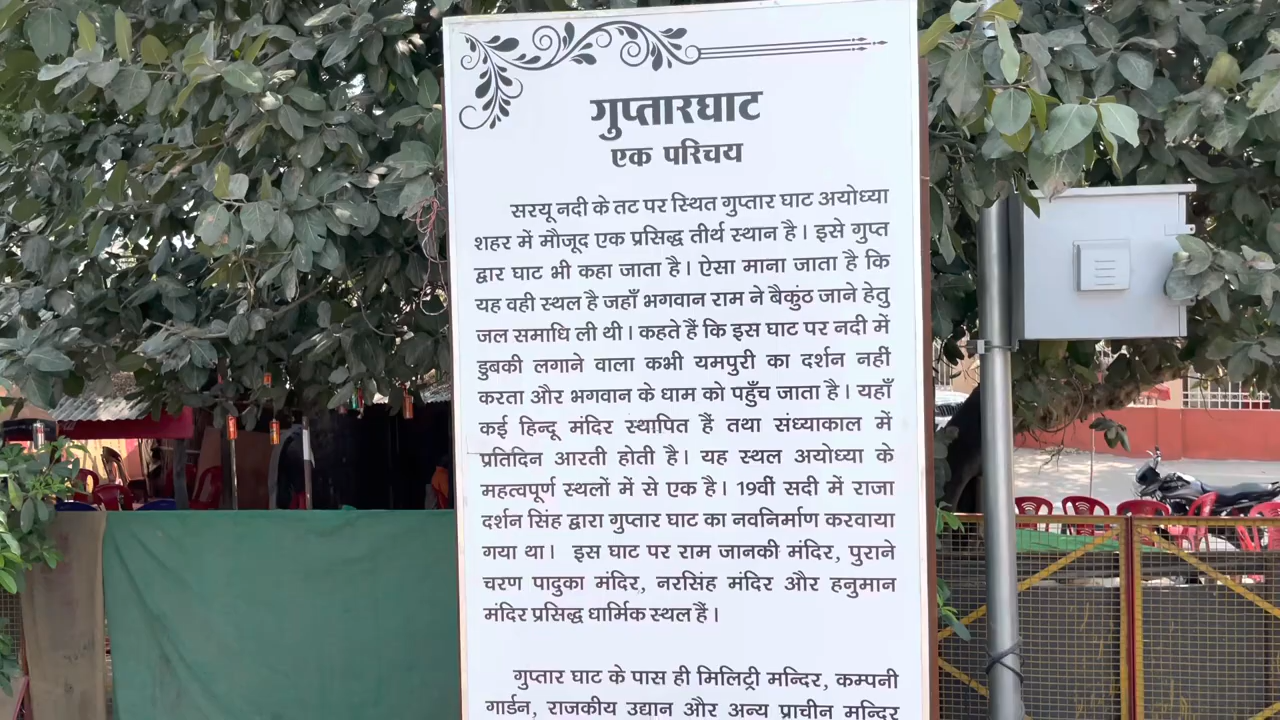 गुप्तारघाट
एक परिचय
सरयू नदी के तट पर स्थित गुप्तार घाट अयोध्या
शहर में मौजूद एक प्रसिद्ध तीर्थ स्थान है। इसे गुप्त
द्वार घाट भी कहा जाता है। ऐसा माना जाता है कि
यह वही स्थल है जहाँ भगवान राम ने बैकुंठ जाने हेतु
जल समाधि ली थी। कहते हैं कि इस घाट पर नदी में
डुबकी लगाने वाला कभी यमपुरी का दर्शन नहीं
करता और भगवान के धाम को पहुँच जाता है। यहाँ
कई हिन्दू मंदिर स्थापित हैं तथा संध्याकाल में
प्रतिदिन आरती होती है। यह स्थल अयोध्या के
महत्वपूर्ण स्थलों में से एक है। 19वीं सदी में राजा
दर्शन सिंह द्वारा गुप्तार घाट का नवनिर्माण करवाया
गया था। इस घाट पर राम जानकी मंदिर, पुराने
चरण पादुका मंदिर, नरसिंह मंदिर और हनुमान
मंदिर प्रसिद्ध धार्मिक स्थल हैं।
गुप्तार घाट के पास ही मिलिट्री मन्दिर, कम्पनी
गार्डन, राजकीय उद्यान और अन्य प्राचीन मन्दिर